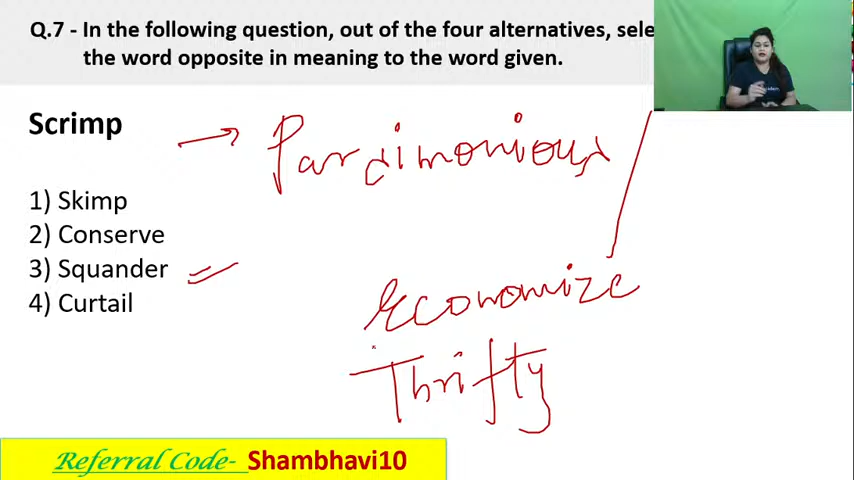 Q.7 - In the following question, out of the four alternatives, sele
the word opposite in meaning to the word given.
Scrimp
Parsimonious
1) Skimp
2) Conserve
3) Squander
4) Curtail
Economize
Thrifty
Referral Code- Shambhavi10